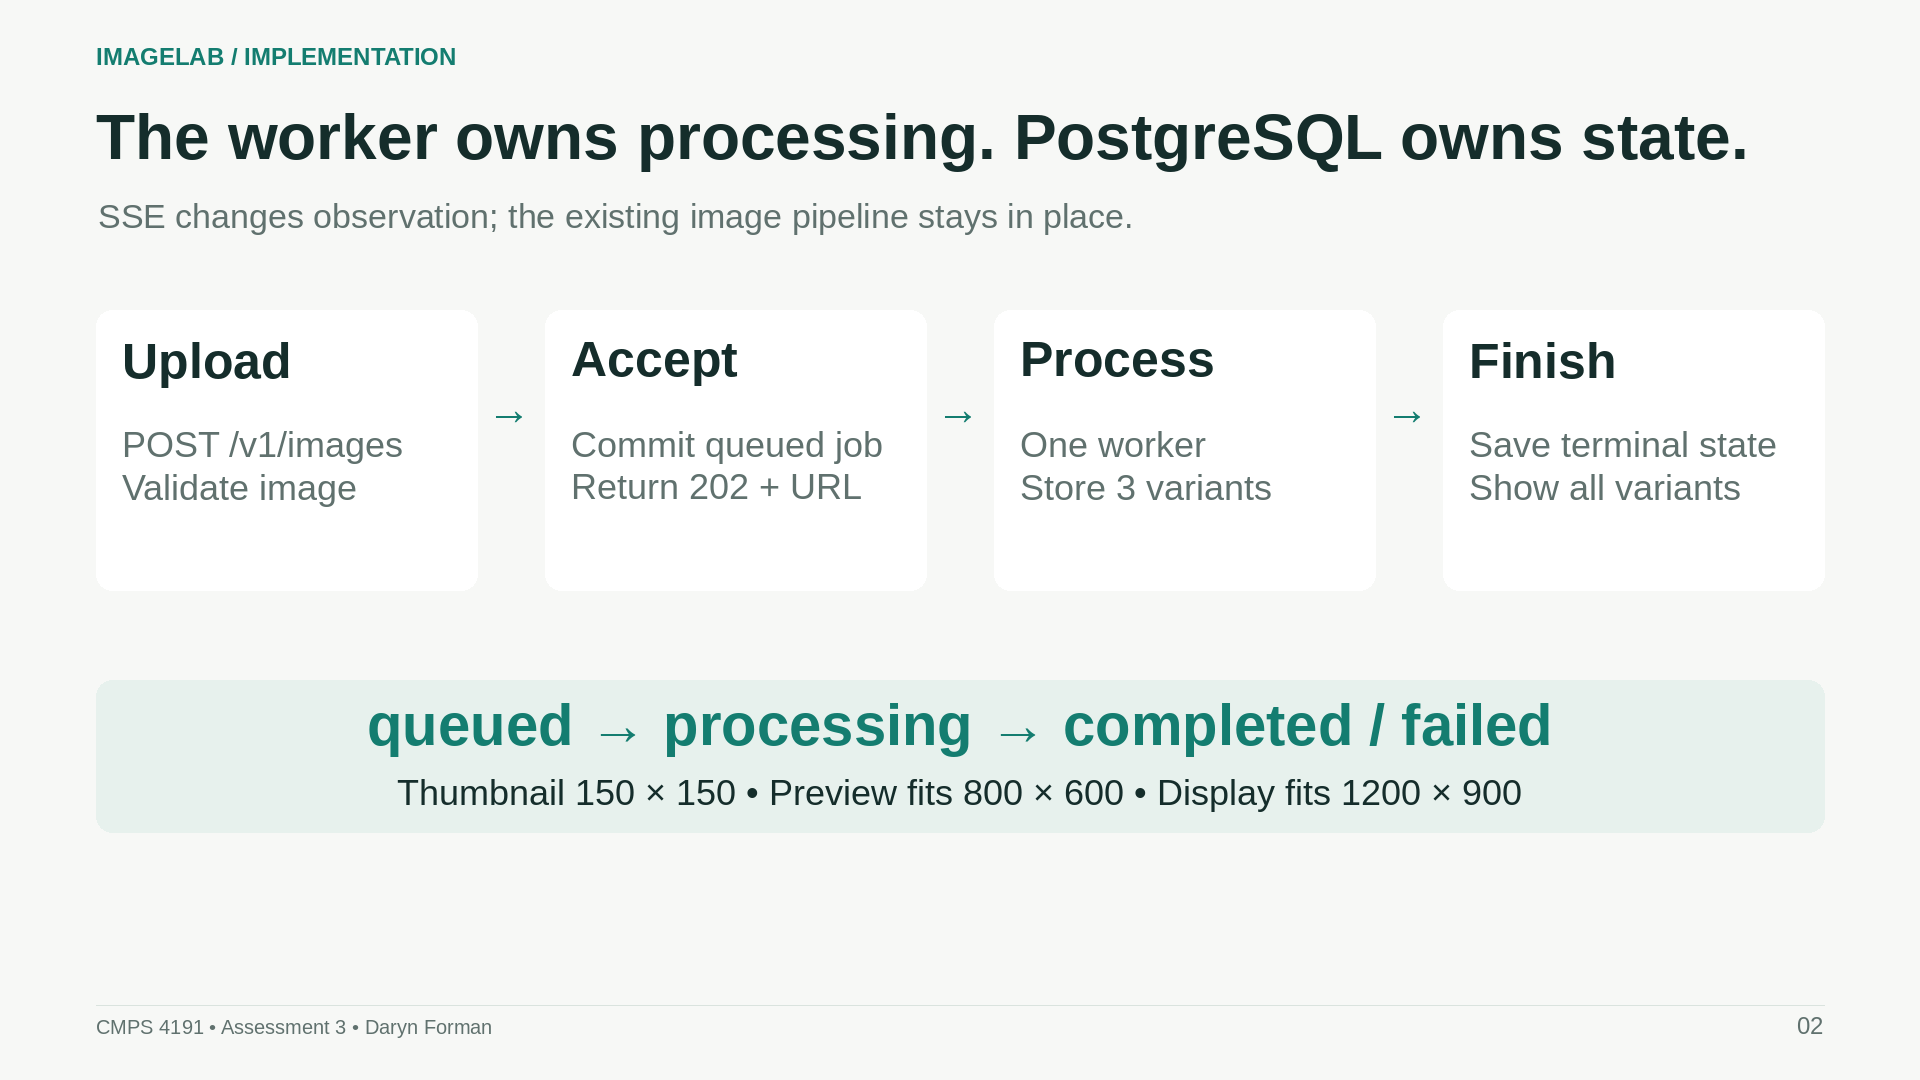 IMAGELAB / IMPLEMENTATION
The worker owns processing. PostgreSQL owns state.
SSE changes observation; the existing image pipeline stays in place.
Upload
POST /v1/images
Validate image
→
Accept
Commit queued job
Return 202 + URL
→
Process
One worker
Store 3 variants
→
Finish
Save terminal state
Show all variants
queued → processing → completed / failed
Thumbnail 150 × 150 • Preview fits 800 × 600 • Display fits 1200 × 900
CMPS 4191 • Assessment 3 • Daryn Forman
02